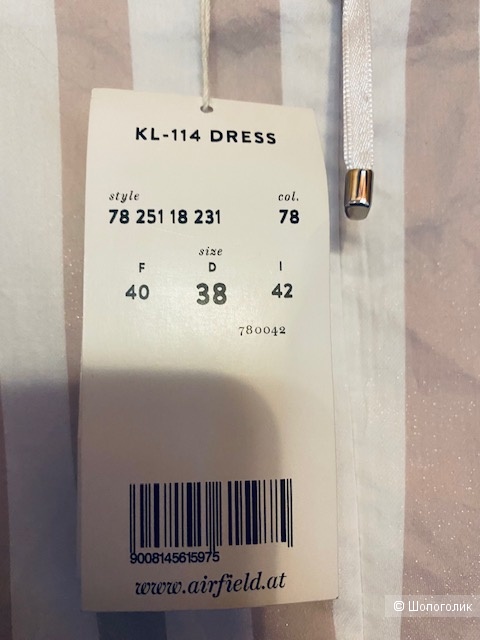 KL-114 DRESS
style col.
78 251 18 231 78
size
F D I
40 38 42
780042
9008145615975
www.airfield.at
© Шопоголик